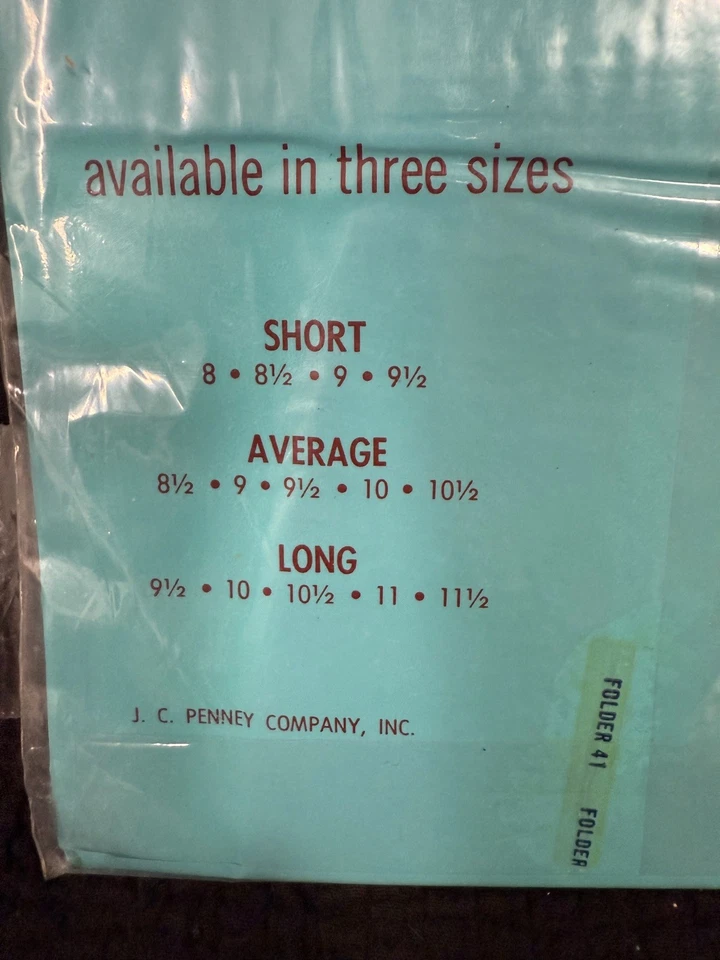 available in three sizes
SHORT
8 • 8½ • 9 • 9½
AVERAGE
8½ • 9 • 9½ • 10 • 10½
LONG
9½ • 10 • 10½ • 11 • 11½
J. C. PENNEY COMPANY, INC.
FOLDER 41 FOLDER